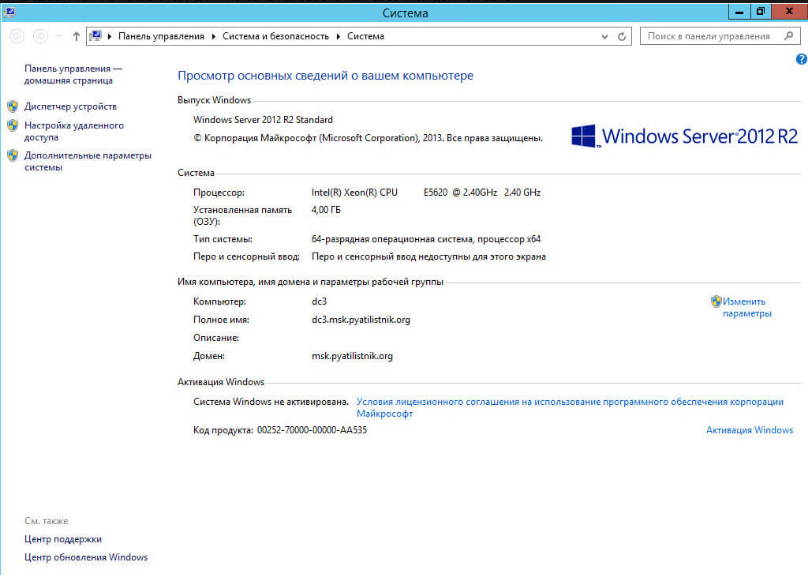 Система
Панель управления
Система и безопасность
Система
Поиск в панели управления
Панель управления —
домашняя страница
Диспетчер устройств
Настройка удаленного
доступа
Дополнительные параметры
системы
Просмотр основных сведений о вашем компьютере
Выпуск Windows
Windows Server 2012 R2 Standard
© Корпорация Майкрософт (Microsoft Corporation), 2013. Все права защищены.
Windows Server 2012 R2
Система
Процессор: Intel(R) Xeon(R) CPU E5620 @ 2.40GHz 2.40 GHz
Установленная память 4,00 ГБ
(ОЗУ):
Тип системы: 64-разрядная операционная система, процессор x64
Перо и сенсорный ввод: Перо и сенсорный ввод недоступны для этого экрана
Имя компьютера, имя домена и параметры рабочей группы
Компьютер: dc3
Изменить
параметры
Полное имя: dc3.msk.pyatilistnik.org
Описание:
Домен: msk.pyatilistnik.org
Активация Windows
Система Windows не активирована. Условия лицензионного соглашения на использование программного обеспечения корпорации
Майкрософт
Код продукта: 00252-70000-00000-AA535 Активация Windows
См. также
Центр поддержки
Центр обновления Windows